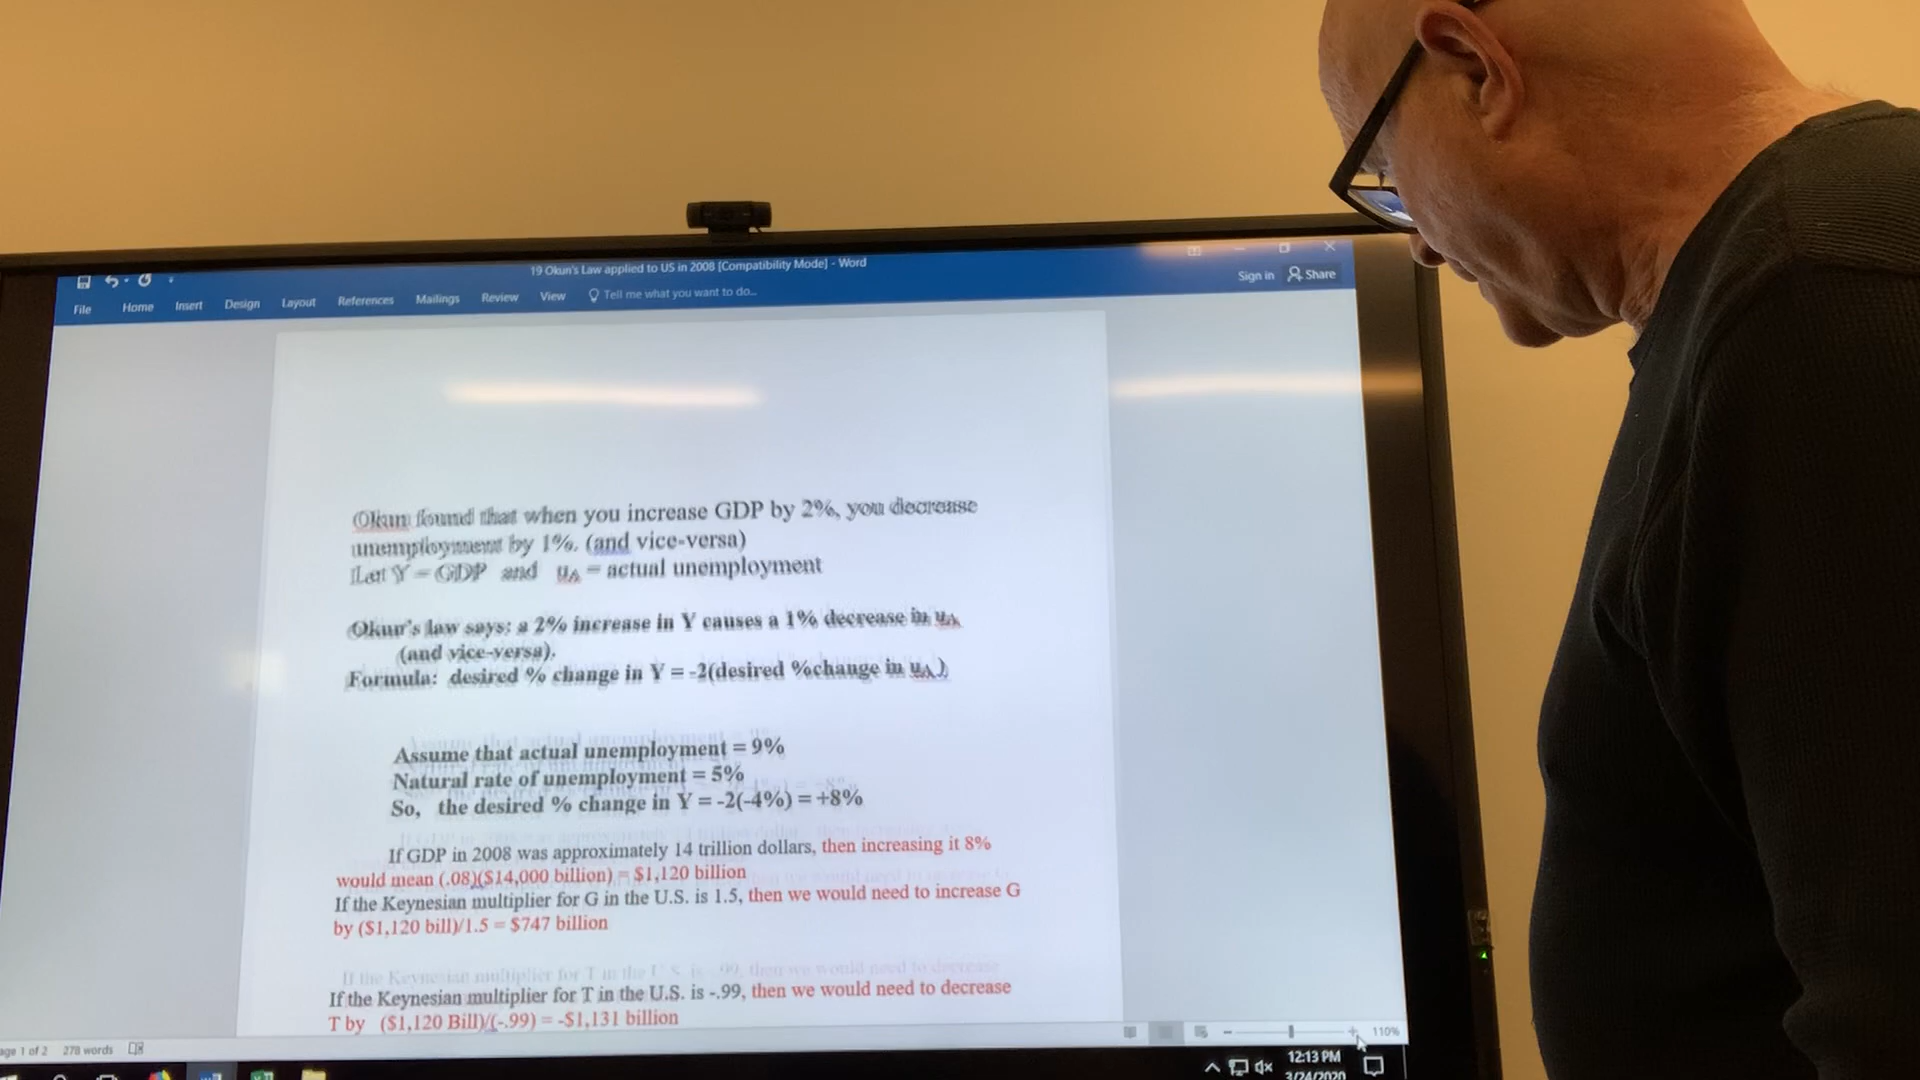 19 Okun's Law applied to US in 2008 [Compatibility Mode] - Word
Sign in Share
File Home Insert Design Layout References Mailings Review View Tell me what you want to do...
Okun found that when you increase GDP by 2%, you decrease
unemployment by 1%. (and vice-versa)
Let Y = GDP and uA = actual unemployment
Okun's law says: a 2% increase in Y causes a 1% decrease in uA
(and vice-versa).
Formula: desired % change in Y = -2(desired %change in uA)
Assume that actual unemployment = 9%
Natural rate of unemployment = 5%
So, the desired % change in Y = -2(-4%) = +8%
If GDP in 2008 was approximately 14 trillion dollars, then increasing it 8%
would mean (.08)($14,000 billion) = $1,120 billion
If the Keynesian multiplier for G in the U.S. is 1.5, then we would need to increase G
by ($1,120 bill)/1.5 = $747 billion
If the Keynesian multiplier for T in the U.S. is -.99, then we would need to decrease
T by ($1,120 Bill)/(-.99) = -$1,131 billion
age 1 of 2 278 words
110%
12:13 PM
3/24/2020